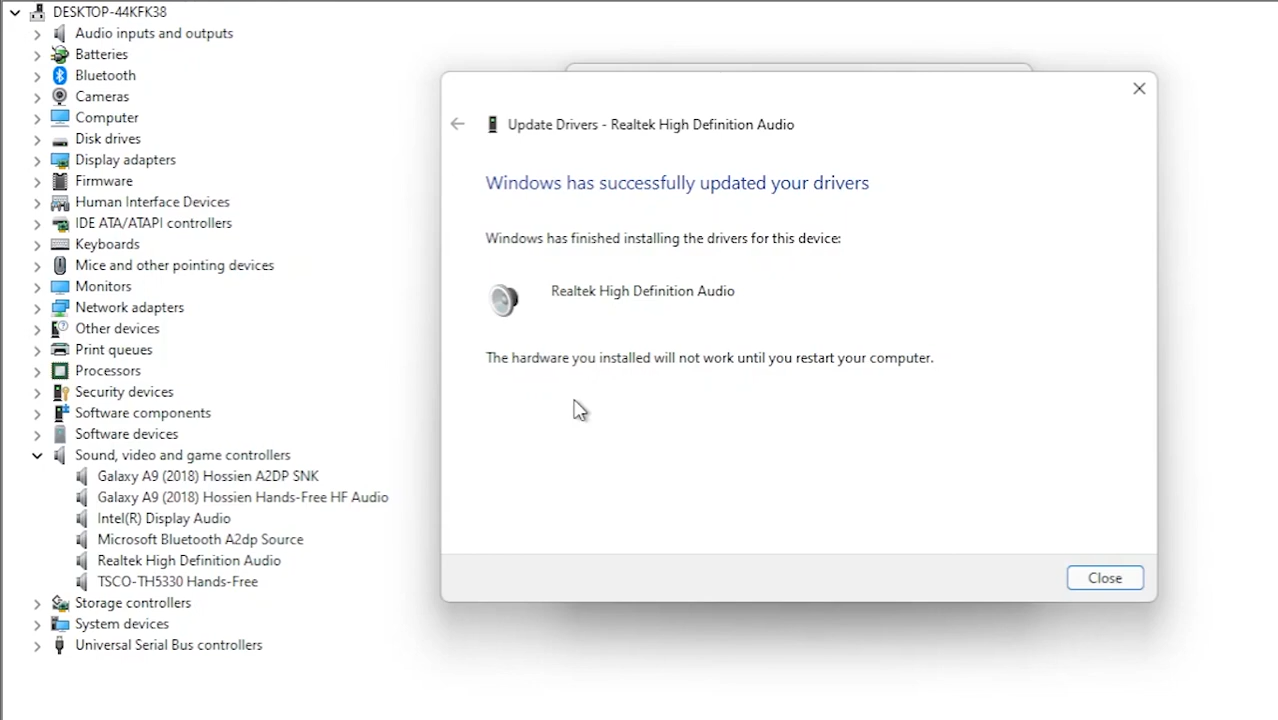 DESKTOP-44KFK38
Audio inputs and outputs
Batteries
Bluetooth
Cameras
Computer
Disk drives
Display adapters
Firmware
Human Interface Devices
IDE ATA/ATAPI controllers
Keyboards
Mice and other pointing devices
Monitors
Network adapters
Other devices
Print queues
Processors
Security devices
Software components
Software devices
Sound, video and game controllers
Galaxy A9 (2018) Hossien A2DP SNK
Galaxy A9 (2018) Hossien Hands-Free HF Audio
Intel(R) Display Audio
Microsoft Bluetooth A2dp Source
Realtek High Definition Audio
TSCO-TH5330 Hands-Free
Storage controllers
System devices
Universal Serial Bus controllers
Update Drivers - Realtek High Definition Audio
Windows has successfully updated your drivers
Windows has finished installing the drivers for this device:
Realtek High Definition Audio
The hardware you installed will not work until you restart your computer.
Close